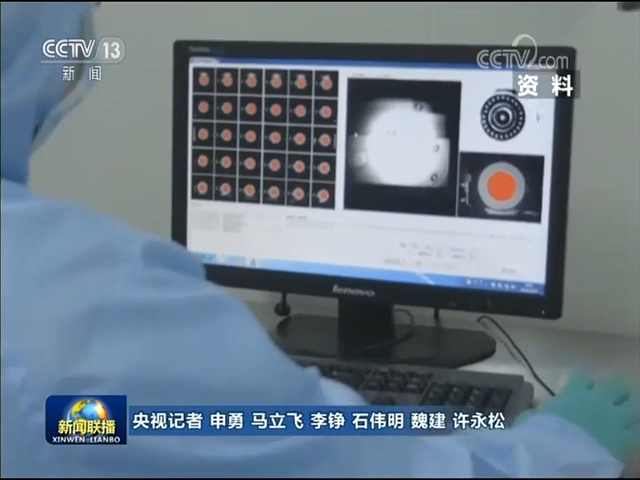 CCTV 13
新闻
CCTV.com
资料
lenovo
新闻联播
XINWEN LIANBO
央视记者 申勇 马立飞 李铮 石伟明 魏建 许永松